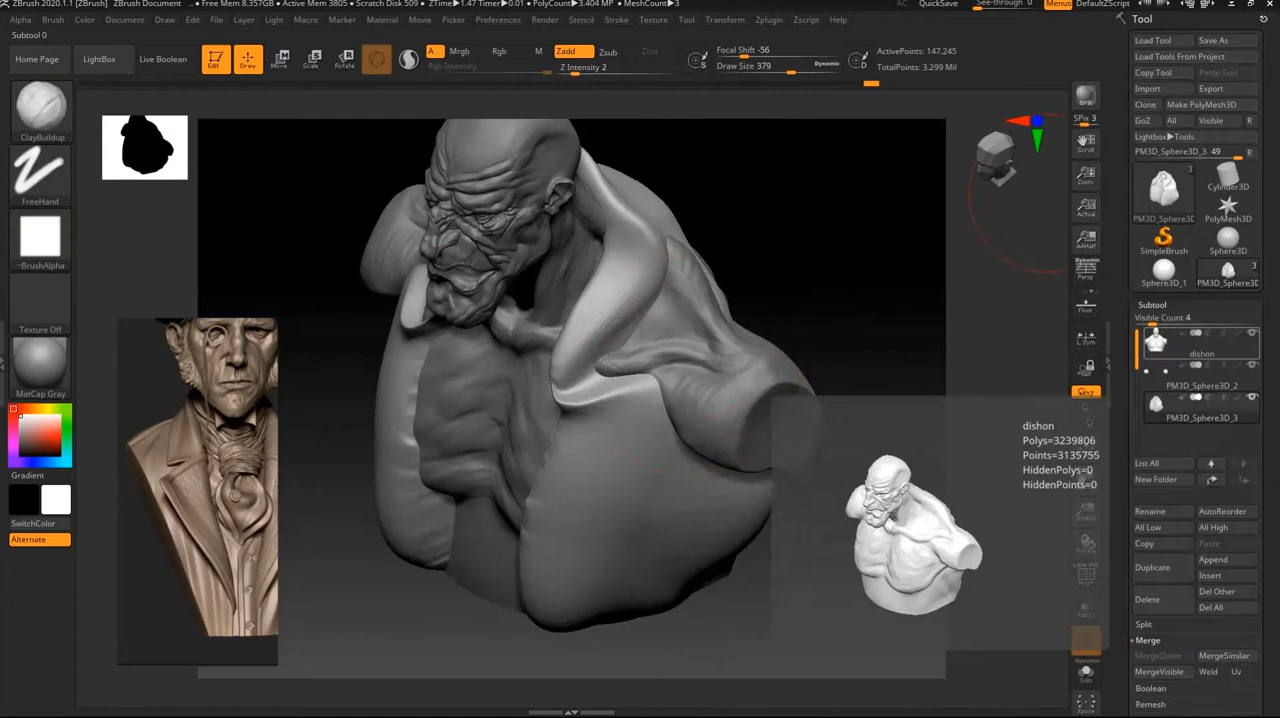 ZBrush 2020.1.1 [ZBrush] ZBrush Document .. • Free Mem 8.357GB • Active Mem 3805 • Scratch Disk 509 • ZTime▶1.47 MTime▶0.01 • PolyCount▶3.404 MP • MeshCount▶3
AC QuickSave See-through 0 Menus DefaultZScript
Alpha Brush Color Document Draw Edit File Layer Light Macro Marker Material Movie Picker Preferences Render Stencil Stroke Texture Tool Transform Zplugin Zscript Help
Subtool 0
Home Page LightBox Live Boolean
Edit Draw Move Scale Rotate
A Mrgb Rgb M Zadd Zsub Zcut
Rgb Intensity Z Intensity 2
Focal Shift -56
Draw Size 379 Dynamic
ActivePoints: 147,245
TotalPoints: 3.299 Mil
ClayBuildup
FreeHand
~BrushAlpha
Texture Off
MatCap Gray
Gradient
SwitchColor
Alternate
BPR
SPix 3
Scroll
Zoom
Actual
AAHalf
Dynamic
Persp
Floor
L.Sym
dishon
Polys=3239806
Points=3135755
HiddenPolys=0
HiddenPoints=0
Dynamic
Solo
Xpose
Tool
Load Tool Save As
Load Tools From Project
Copy Tool Paste Tool
Import Export
Clone Make PolyMesh3D
GoZ All Visible R
Lightbox▶Tools
PM3D_Sphere3D_3. 49 R
3
PM3D_Sphere3D
Cylinder3D
PolyMesh3D
SimpleBrush
Sphere3D
Sphere3D_1
3
PM3D_Sphere3D
Subtool
Visible Count 4
dishon
PM3D_Sphere3D_2
PM3D_Sphere3D_3
List All
New Folder
Rename AutoReorder
All Low All High
Copy Paste
Duplicate Append
Insert
Delete Del Other
Del All
Split
Merge
MergeDown MergeSimilar
MergeVisible Weld Uv
Boolean
Remesh